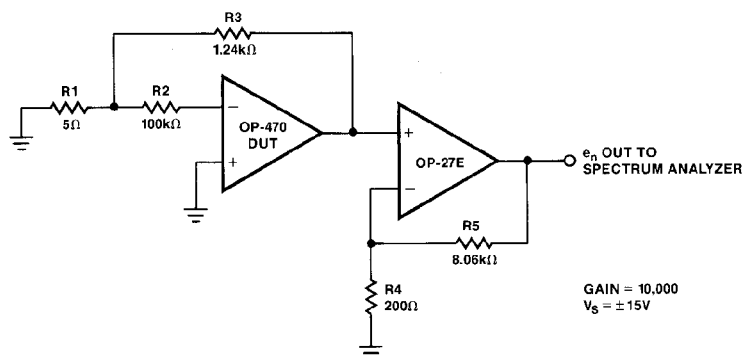 R3
1.24kΩ
R1
5Ω
R2
100kΩ
−
+
OP-470
DUT
+
−
OP-27E
en OUT TO
SPECTRUM ANALYZER
R5
8.06kΩ
R4
200Ω
GAIN = 10,000
VS = ±15V